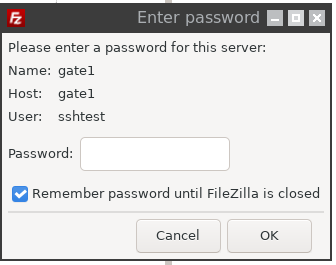 Fz Enter password
Please enter a password for this server:
Name: gate1
Host: gate1
User: sshtest
Password:
Remember password until FileZilla is closed
Cancel OK